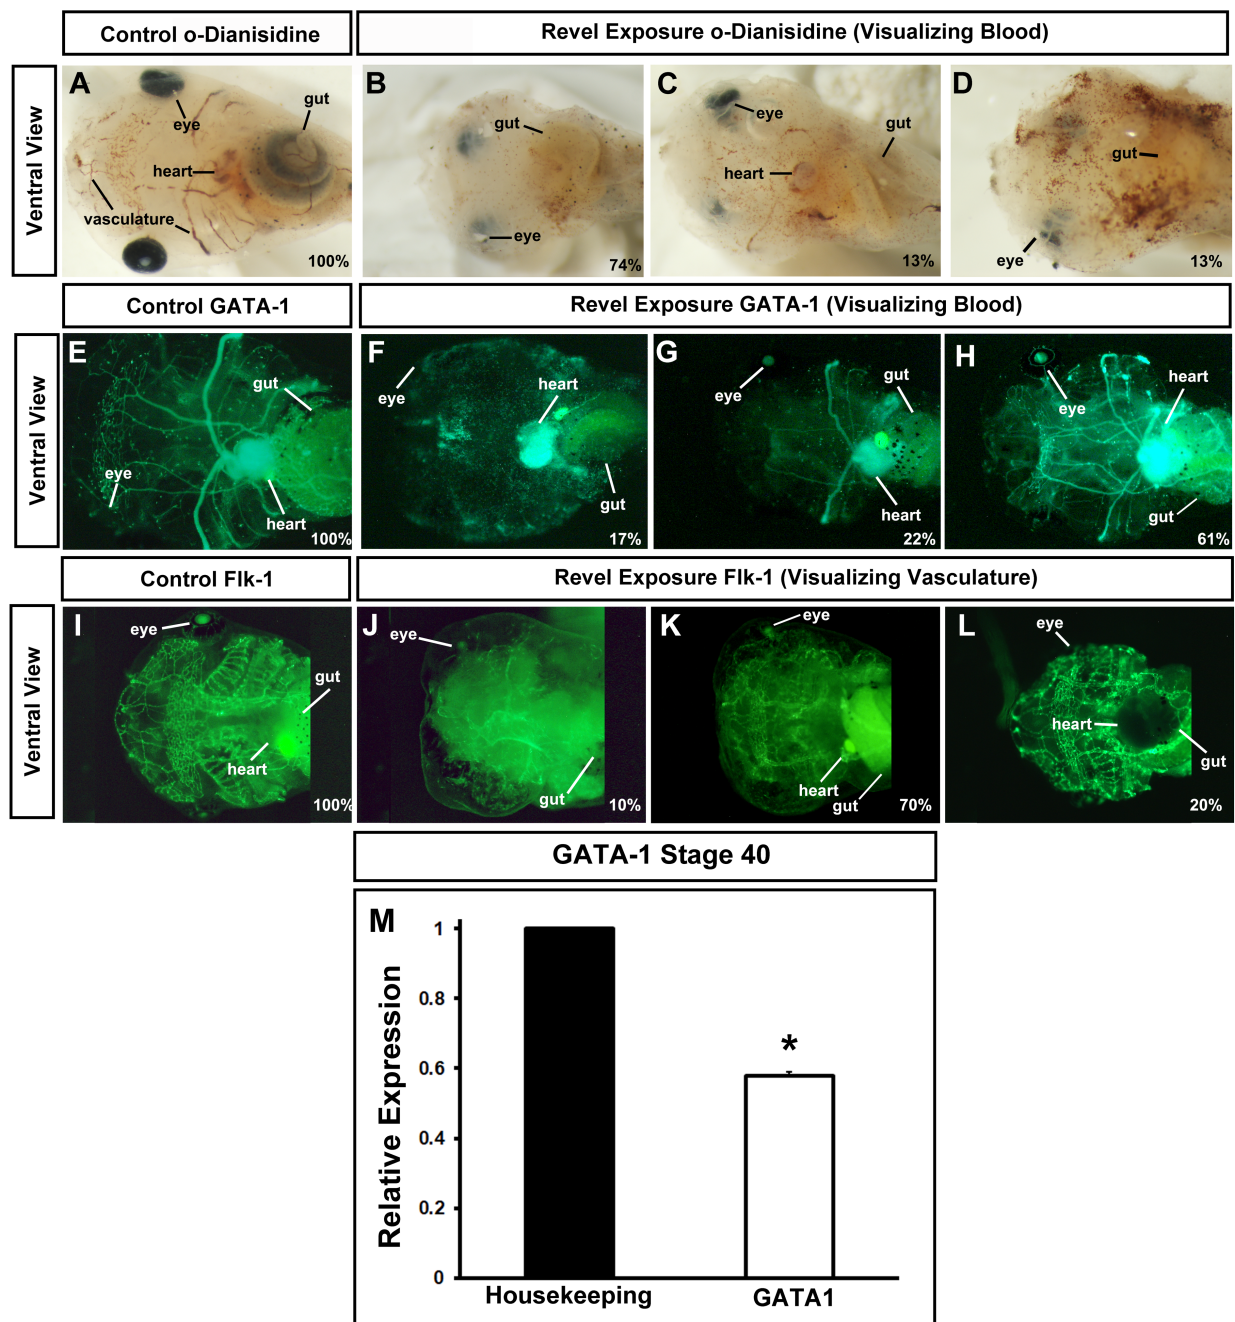 Control o-Dianisidine
Revel Exposure o-Dianisidine (Visualizing Blood)
Ventral View
A
eye
gut
heart
vasculature
100%
B
gut
eye
74%
C
eye
gut
heart
13%
D
gut
eye
13%
Control GATA-1
Revel Exposure GATA-1 (Visualizing Blood)
Ventral View
E
gut
eye
heart
100%
F
eye
heart
gut
17%
G
eye
gut
heart
22%
H
heart
eye
gut
61%
Control Flk-1
Revel Exposure Flk-1 (Visualizing Vasculature)
Ventral View
I
eye
gut
heart
100%
J
eye
gut
10%
K
eye
heart
gut
70%
L
eye
heart
gut
20%
GATA-1 Stage 40
M
Relative Expression
1
0.8
0.6
0.4
0.2
0
*
Housekeeping
GATA1